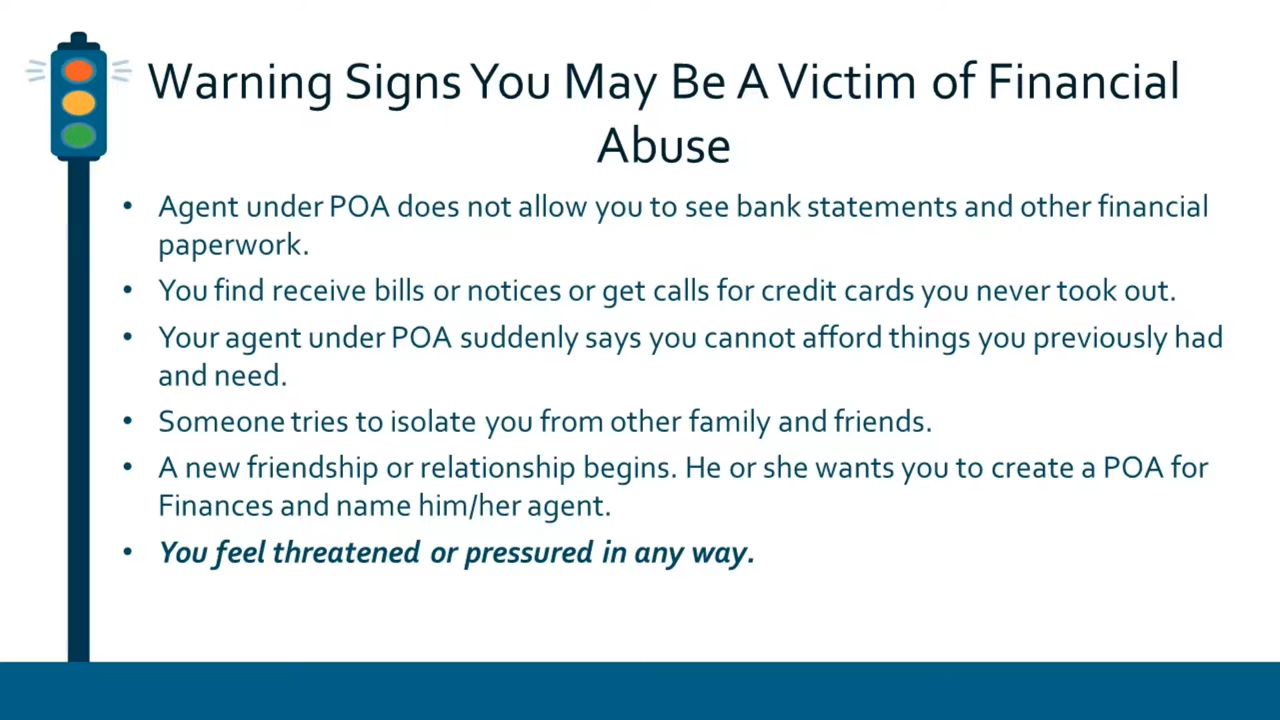 Warning Signs You May Be A Victim of Financial
Abuse
• Agent under POA does not allow you to see bank statements and other financial
paperwork.
• You find receive bills or notices or get calls for credit cards you never took out.
• Your agent under POA suddenly says you cannot afford things you previously had
and need.
• Someone tries to isolate you from other family and friends.
• A new friendship or relationship begins. He or she wants you to create a POA for
Finances and name him/her agent.
• You feel threatened or pressured in any way.